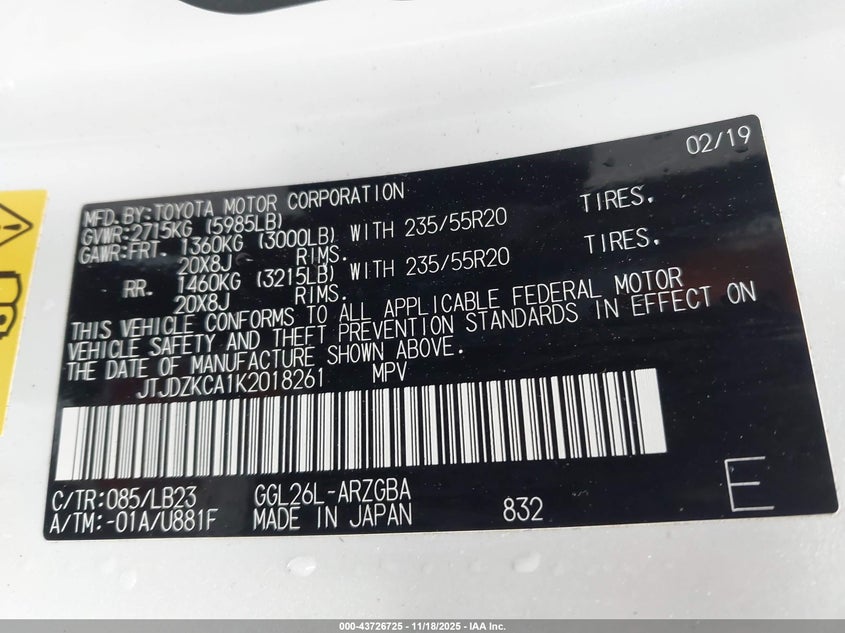 02/19
MFD. BY:TOYOTA MOTOR CORPORATION
GVWR:2715KG (5985LB)
GAWR:FRT. 1360KG (3000LB) WITH 235/55R20 TIRES.
20X8J RIMS.
RR. 1460KG (3215LB) WITH 235/55R20 TIRES.
20X8J RIMS.
THIS VEHICLE CONFORMS TO ALL APPLICABLE FEDERAL MOTOR
VEHICLE SAFETY AND THEFT PREVENTION STANDARDS IN EFFECT ON
THE DATE OF MANUFACTURE SHOWN ABOVE.
JTJDZKCA1K2018261 MPV
C/TR:085/LB23 GGL26L-ARZGBA
A/TM:-01A/U881F MADE IN JAPAN 832 E
000-43726725 - 11/18/2025 - IAA Inc.